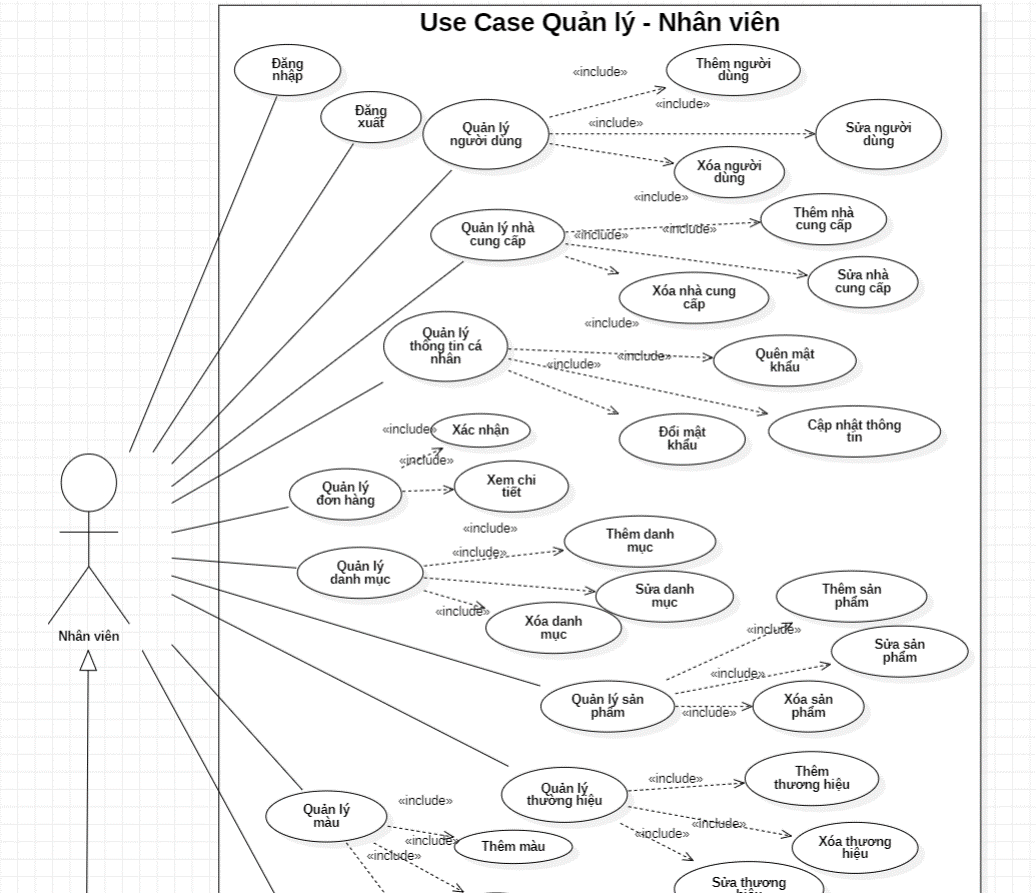 Use Case Quản lý - Nhân viên
Đăng
nhập
Đăng
xuất
Quản lý
người dùng
«include»
Thêm người
dùng
«include»
«include»
Sửa người
dùng
Xóa người
dùng
«include»
Quản lý nhà
cung cấp
«include»
«include»
Thêm nhà
cung cấp
Sửa nhà
cung cấp
Xóa nhà cung
cấp
«include»
Quản lý
thông tin cá
nhân
«include»
«include»
Quên mật
khẩu
Đổi mật
khẩu
Cập nhật thông
tin
«include»
Xác nhận
«include»
Quản lý
đơn hàng
Xem chi
tiết
«include»
Quản lý
danh mục
«include»
Thêm danh
mục
Sửa danh
mục
«include»
Xóa danh
mục
Thêm sản
phẩm
«include»
Nhân viên
Sửa sản
phẩm
«include»
Quản lý sản
phẩm
«include»
Xóa sản
phẩm
Quản lý
thường hiệu
«include»
Thêm
thương hiệu
«include»
«include»
Xóa thương
hiệu
Sửa thương
hiệu
Quản lý
màu
«include»
«include»
Thêm màu
«include»